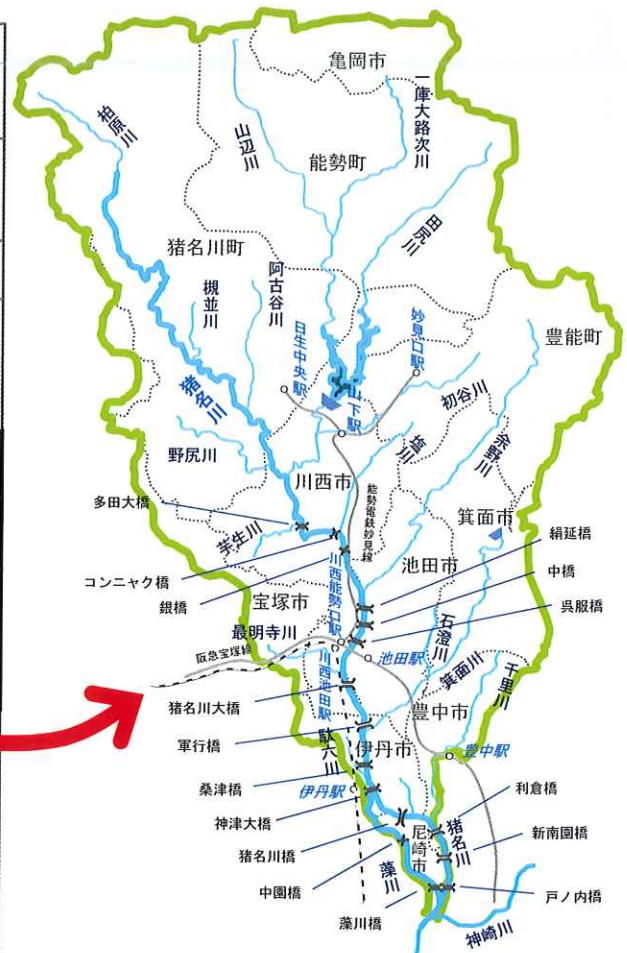 亀岡市
柏原川
山辺川
一庫大路次川
能勢町
田尻川
猪名川町
槻並川
阿古谷川
日生中央駅
妙見口駅
豊能町
猪名川
山下駅
初谷川
余野川
野尻川
塩川
川西市
能勢電鉄妙見線
箕面市
多田大橋
芋生川
絹延橋
コンニャク橋
川西能勢口駅
池田市
中橋
銀橋
宝塚市
石澄川
呉服橋
最明寺川
阪急宝塚線
池田駅
箕面川
千里川
川西池田駅
猪名川大橋
豊中市
軍行橋
駄六川
伊丹市
豊中駅
桑津橋
伊丹駅
利倉橋
神津大橋
猪名川
新南園橋
猪名川橋
尼崎市
中園橋
藻川
戸ノ内橋
藻川橋
神崎川